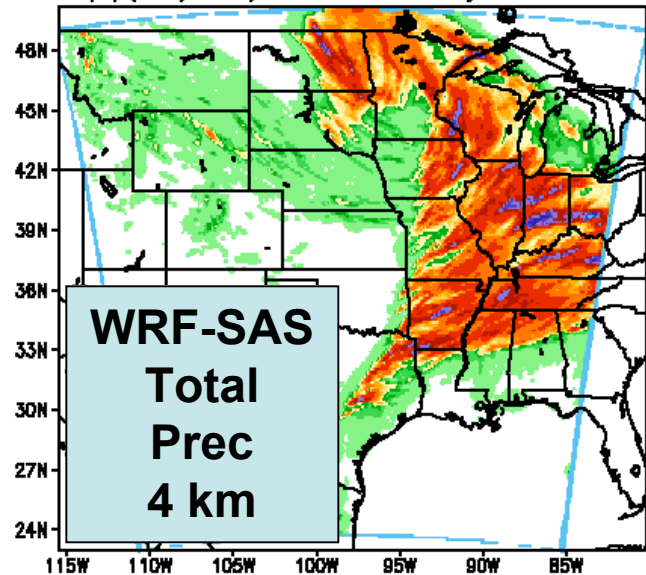 48N
45N
42N
39N
36N
33N
30N
27N
24N
WRF-SAS
Total
Prec
4 km
115W 110W 105W 100W 95W 90W 85W